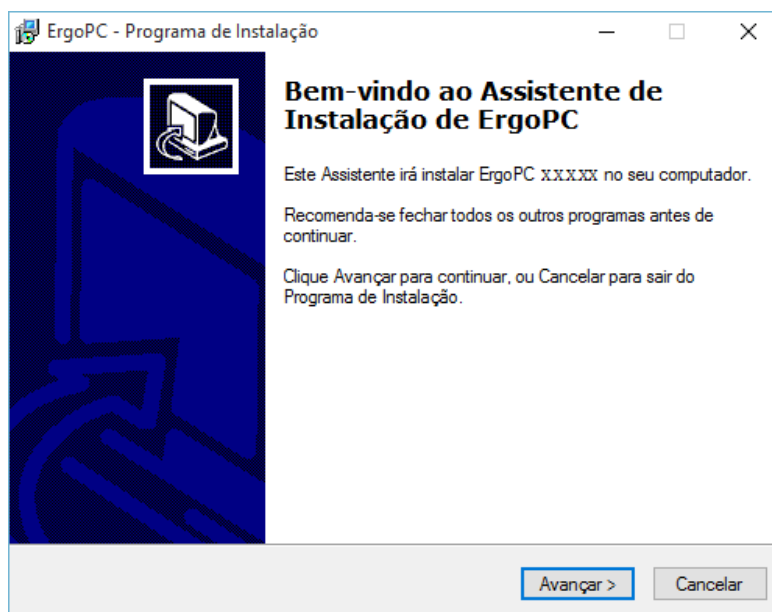 ErgoPC - Programa de Instalação
Bem-vindo ao Assistente de
Instalação de ErgoPC
Este Assistente irá instalar ErgoPC XXXXX no seu computador.
Recomenda-se fechar todos os outros programas antes de
continuar.
Clique Avançar para continuar, ou Cancelar para sair do
Programa de Instalação.
Avançar >
Cancelar